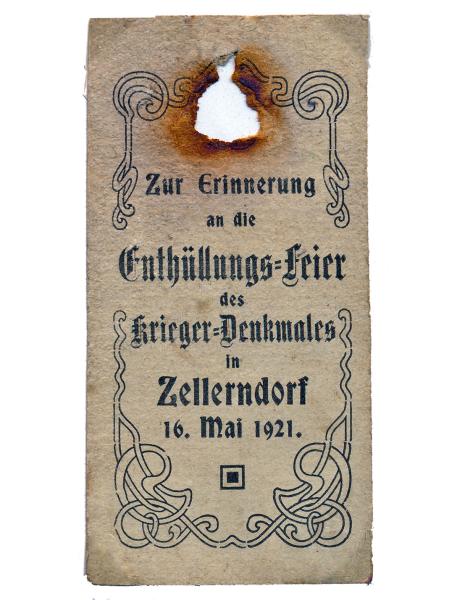 Zur Erinnerung
an die
Enthüllungs-Feier
des
Krieger-Denkmales
in
Zellerndorf
16. Mai 1921.